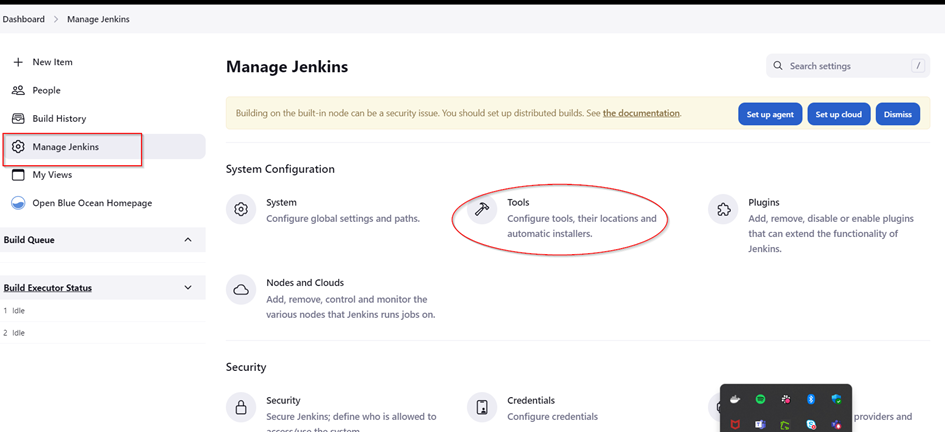 Dashboard > Manage Jenkins
New Item
People
Build History
Manage Jenkins
My Views
Open Blue Ocean Homepage
Build Queue
Build Executor Status
1 Idle
2 Idle
Manage Jenkins
Search settings /
Building on the built-in node can be a security issue. You should set up distributed builds. See the documentation.
Set up agent
Set up cloud
Dismiss
System Configuration
System
Configure global settings and paths.
Tools
Configure tools, their locations and
automatic installers.
Plugins
Add, remove, disable or enable plugins
that can extend the functionality of
Jenkins.
Nodes and Clouds
Add, remove, control and monitor the
various nodes that Jenkins runs jobs on.
Security
Security
Secure Jenkins; define who is allowed to
access/use the system.
Credentials
Configure credentials
providers and